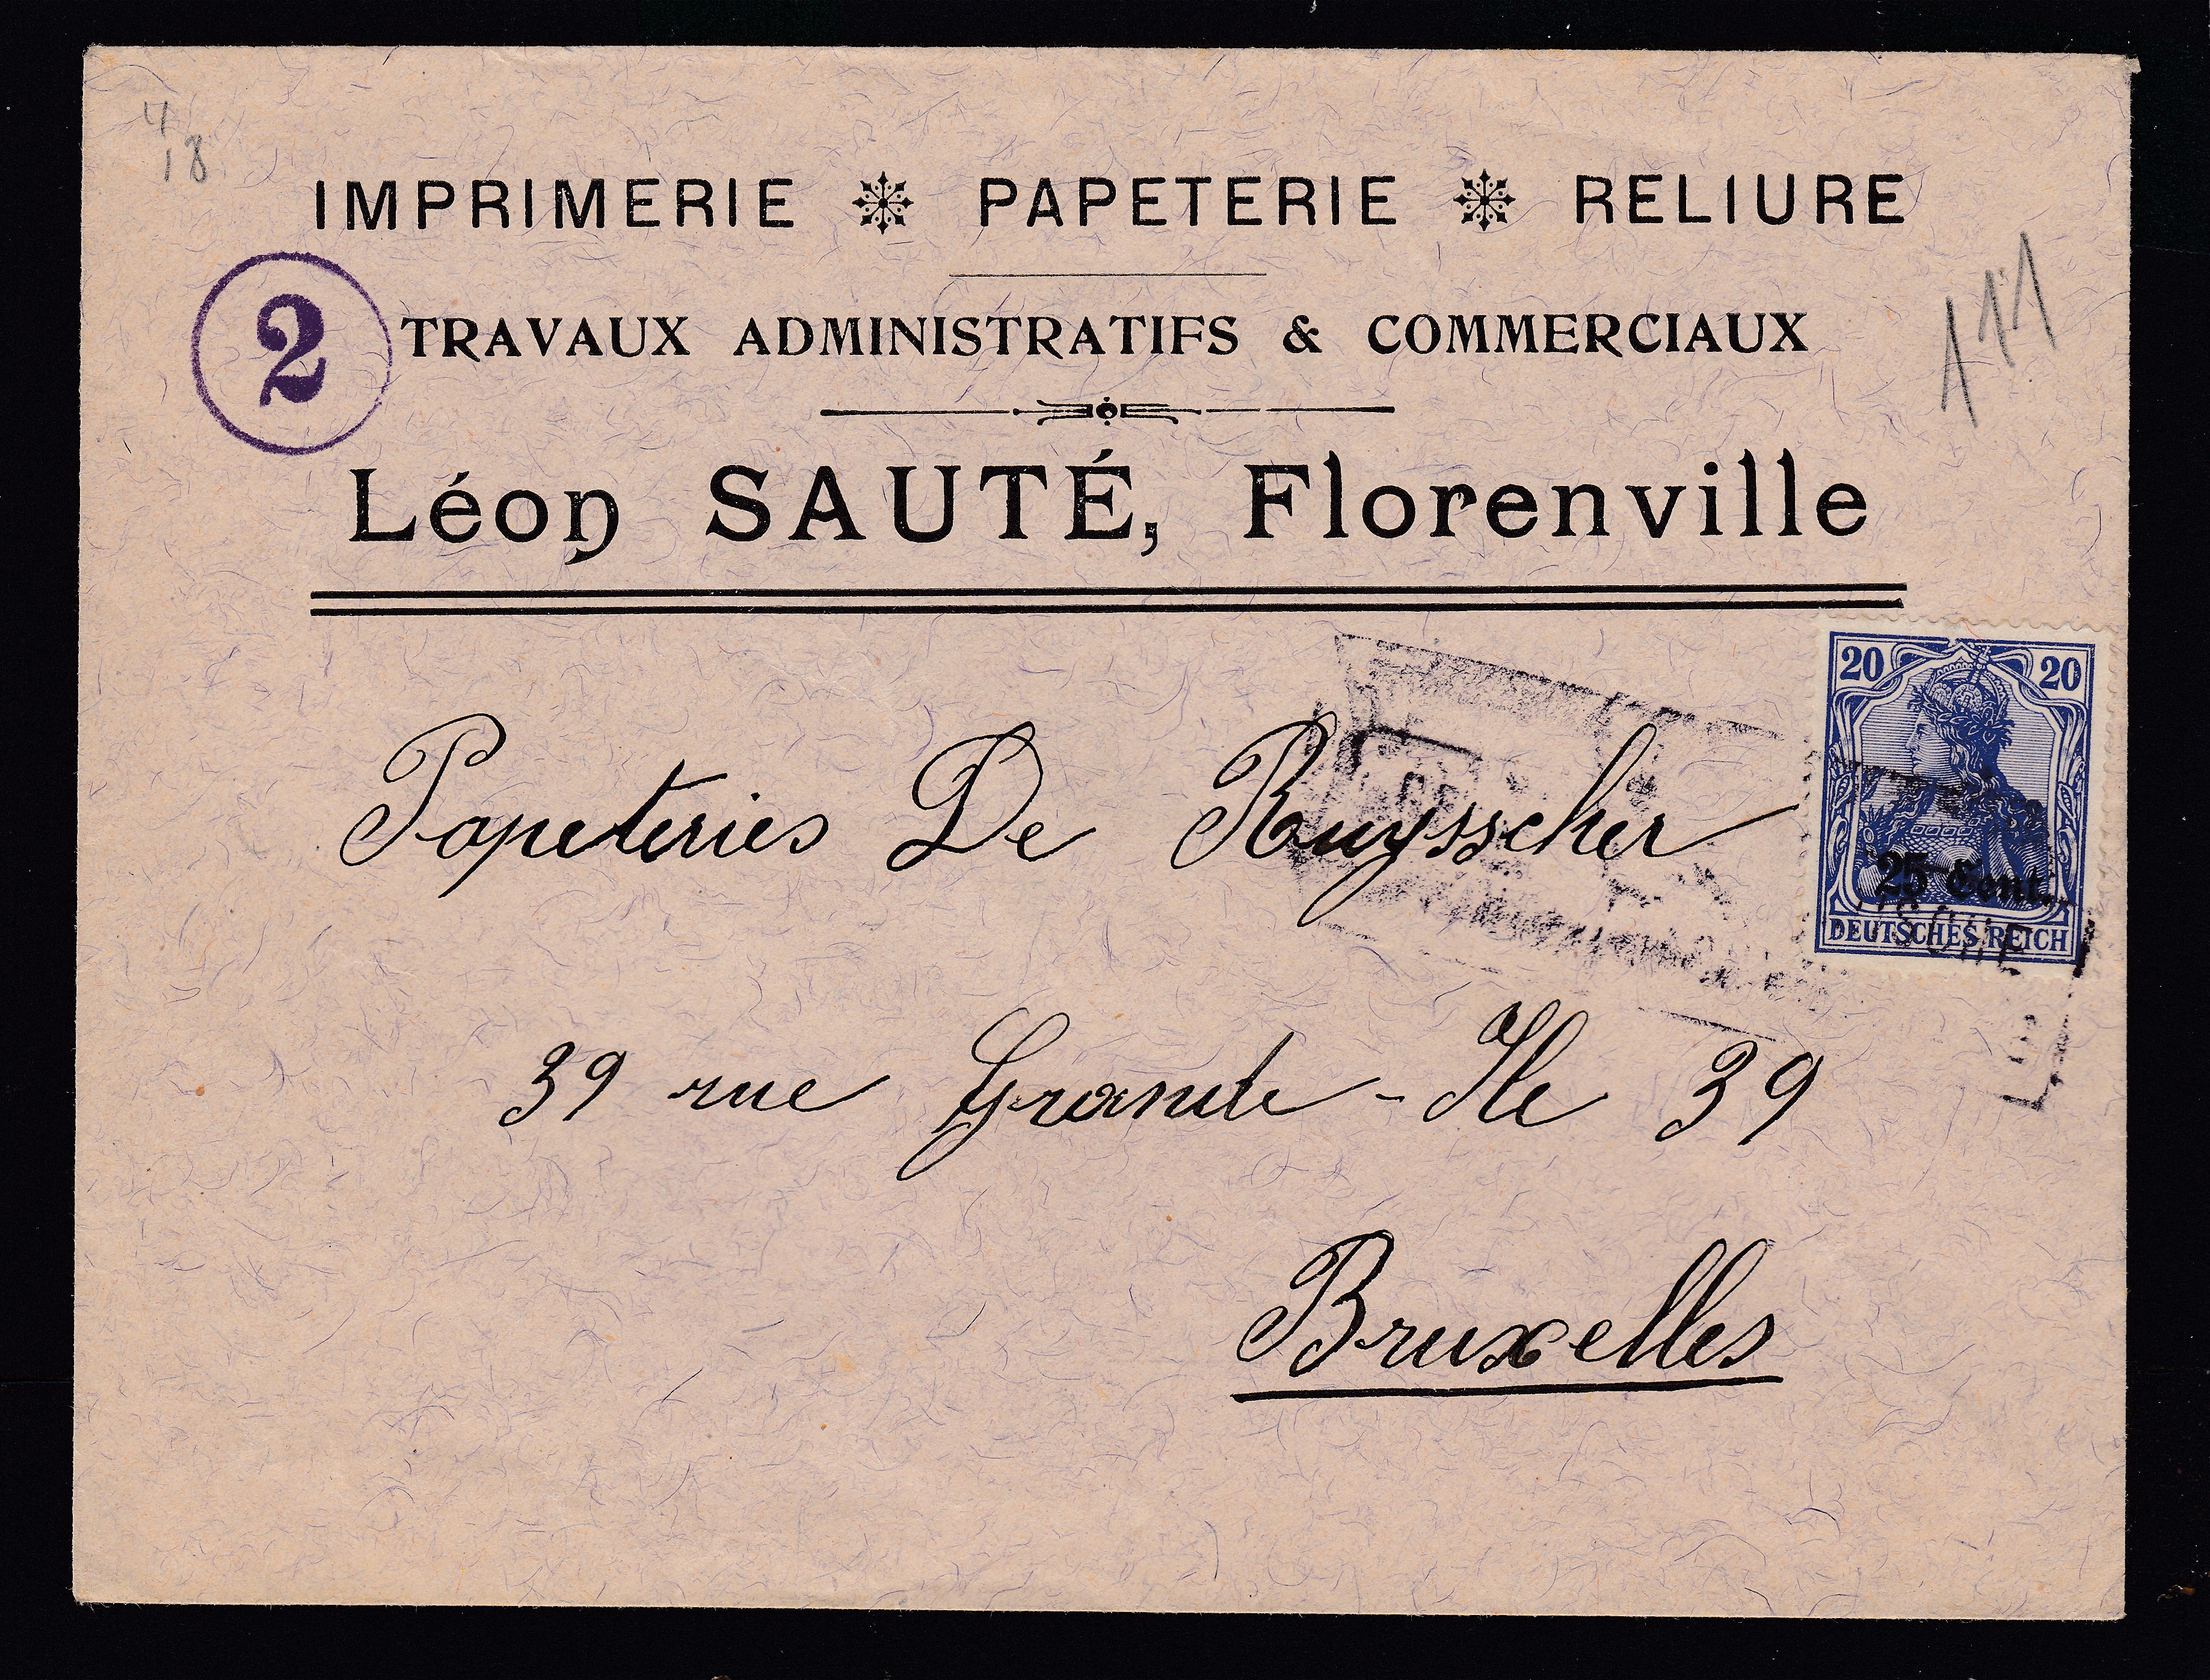 4
18
IMPRIMERIE PAPETERIE RELIURE
2
TRAVAUX ADMINISTRATIFS & COMMERCIAUX
Léon SAUTÉ, Florenville
20 20
25 Cent.
DEUTSCHES REICH
Papeteries De Ruysscher
39 rue Grande-Ile 39
Bruxelles